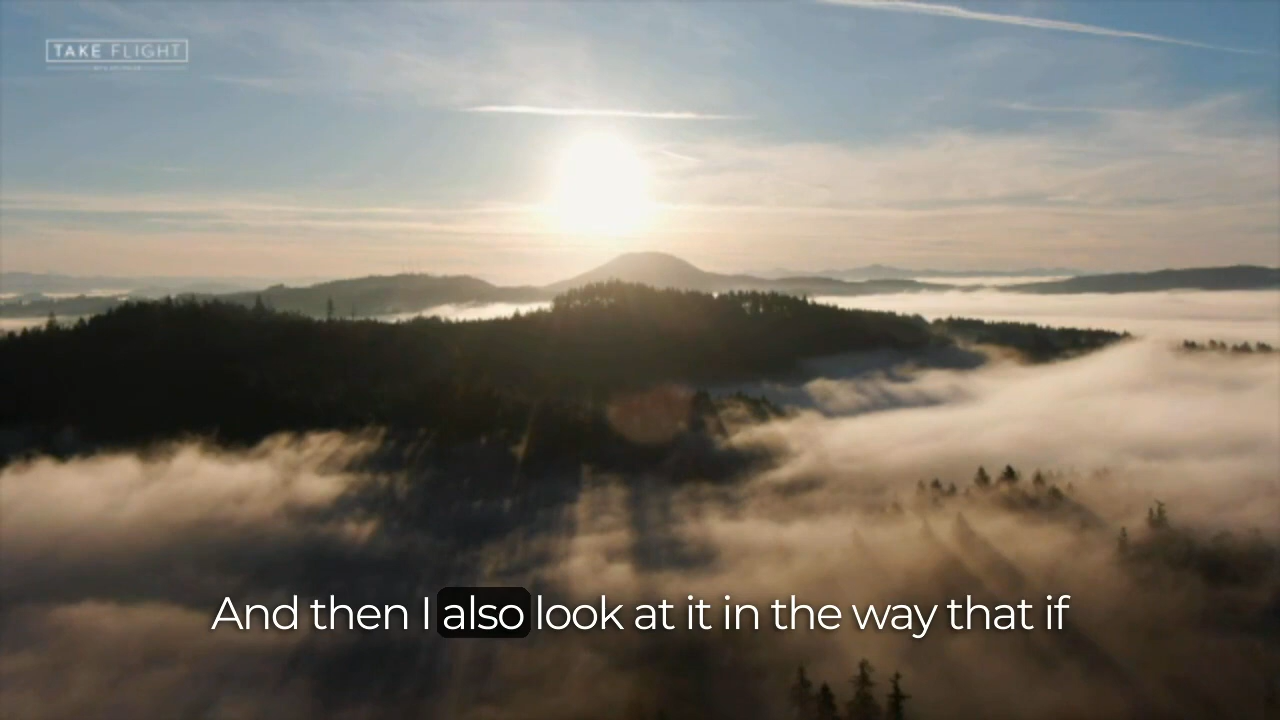 TAKE FLIGHT
And then I also look at it in the way that if